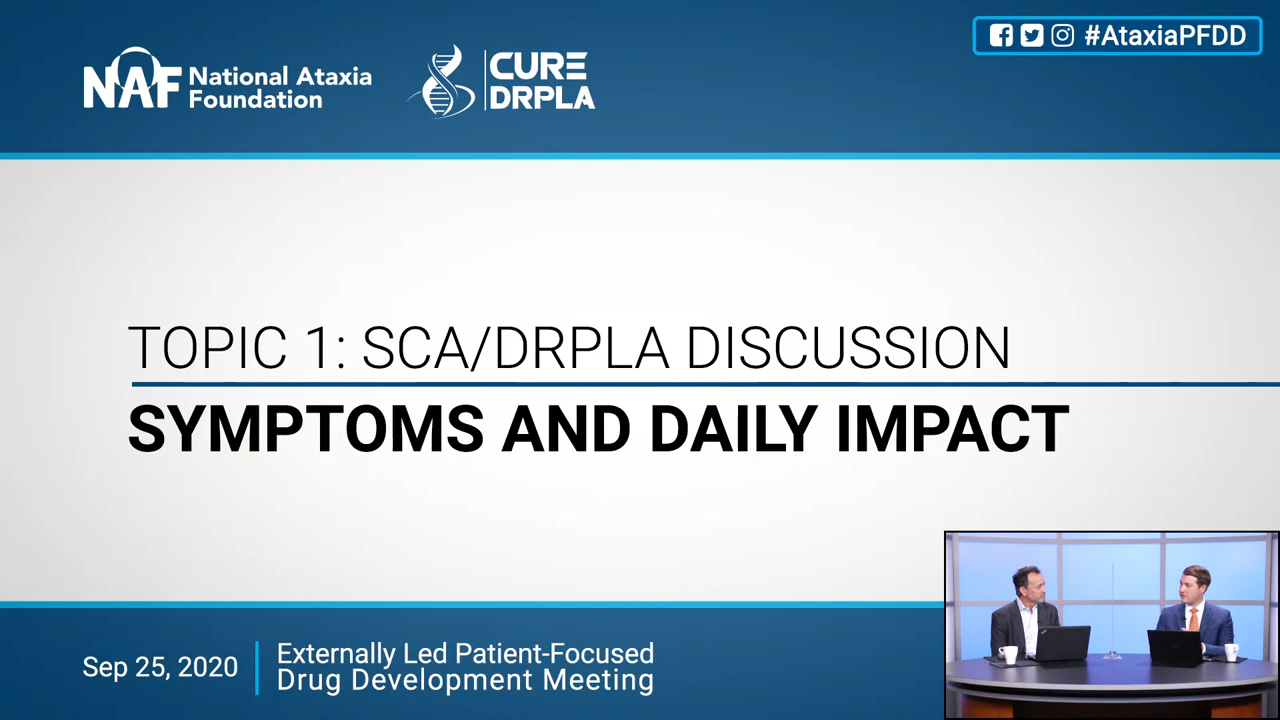 NAF National Ataxia
Foundation
CURE
DRPLA
#AtaxiaPFDD
TOPIC 1: SCA/DRPLA DISCUSSION
SYMPTOMS AND DAILY IMPACT
Sep 25, 2020
Externally Led Patient-Focused
Drug Development Meeting